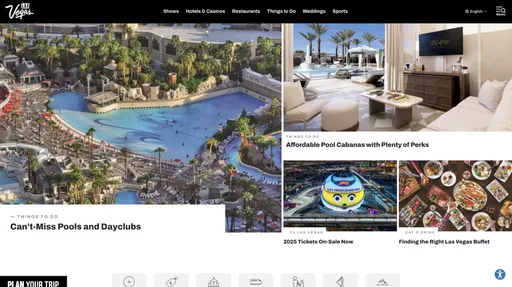 LAS
Vegas
Shows
Hotels & Casinos
Restaurants
Things to Do
Weddings
Sports
English
MENU
THINGS TO DO
Affordable Pool Cabanas with Plenty of Perks
— THINGS TO DO
Can't-Miss Pools and Dayclubs
F1 LAS VEGAS
2025 Tickets On-Sale Now
EAT & DRINK
Finding the Right Las Vegas Buffet
PLAN YOUR TRIP